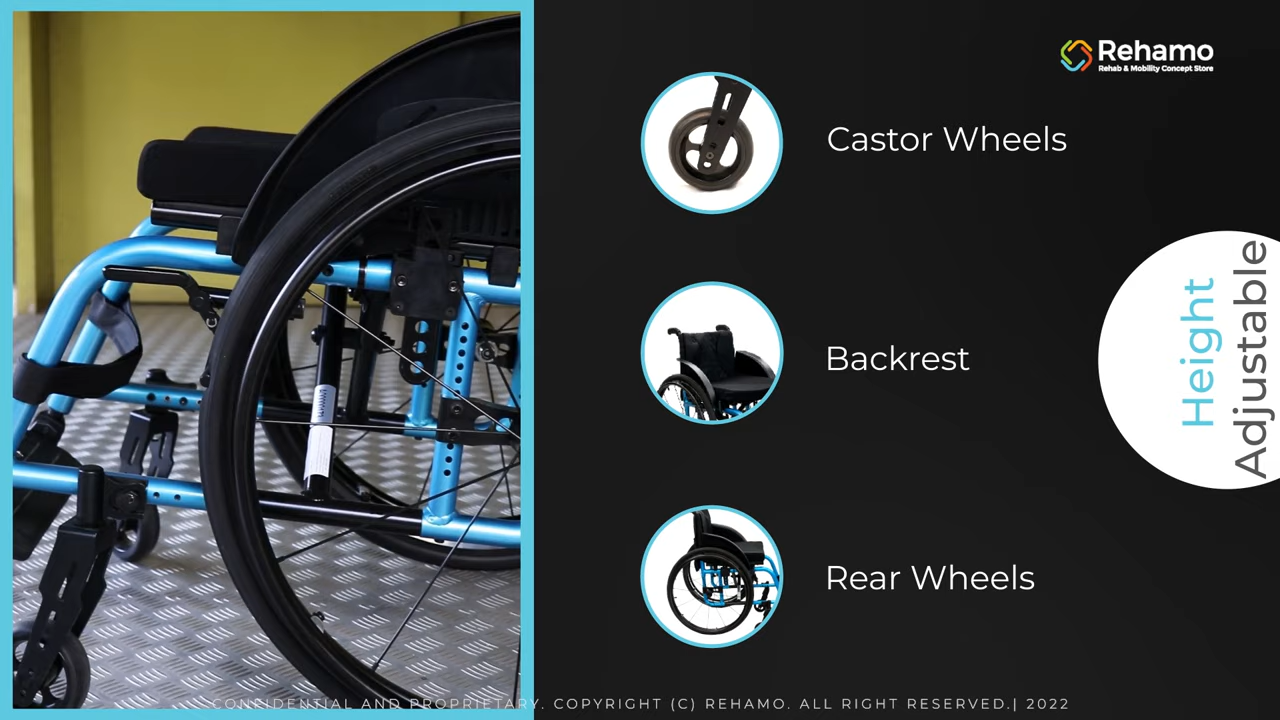 Rehamo
Rehab & Mobility Concept Store
Castor Wheels
Backrest
Rear Wheels
Height
Adjustable
CONFIDENTIAL AND PROPRIETARY. COPYRIGHT (C) REHAMO. ALL RIGHT RESERVED.| 2022